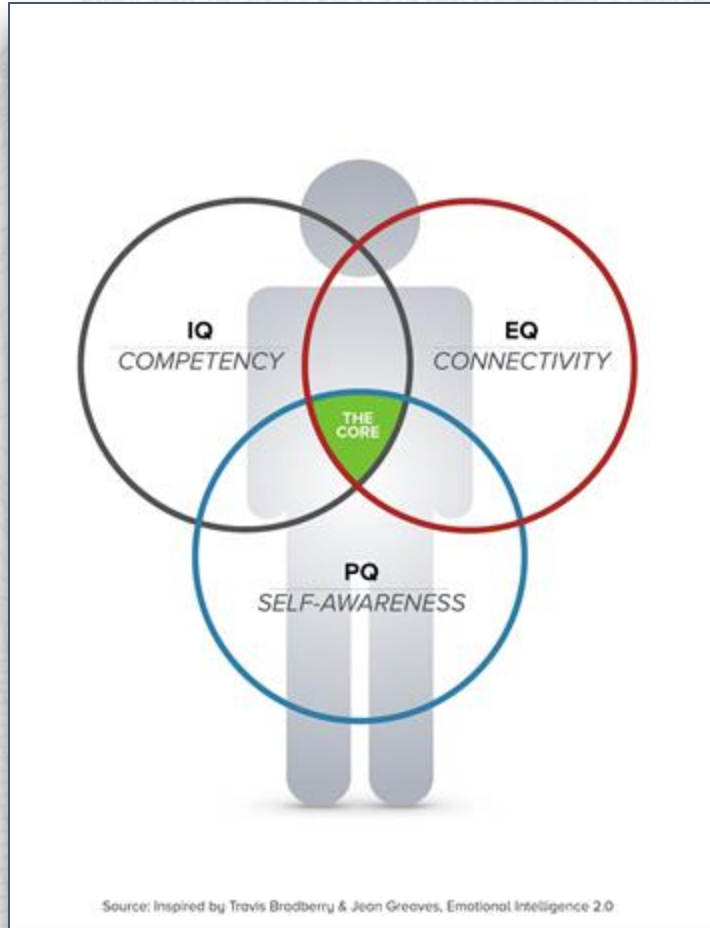 IQ
COMPETENCY
EQ
CONNECTIVITY
THE
CORE
PQ
SELF-AWARENESS
Source: Inspired by Travis Bradberry & Jean Greaves, Emotional Intelligence 2.0